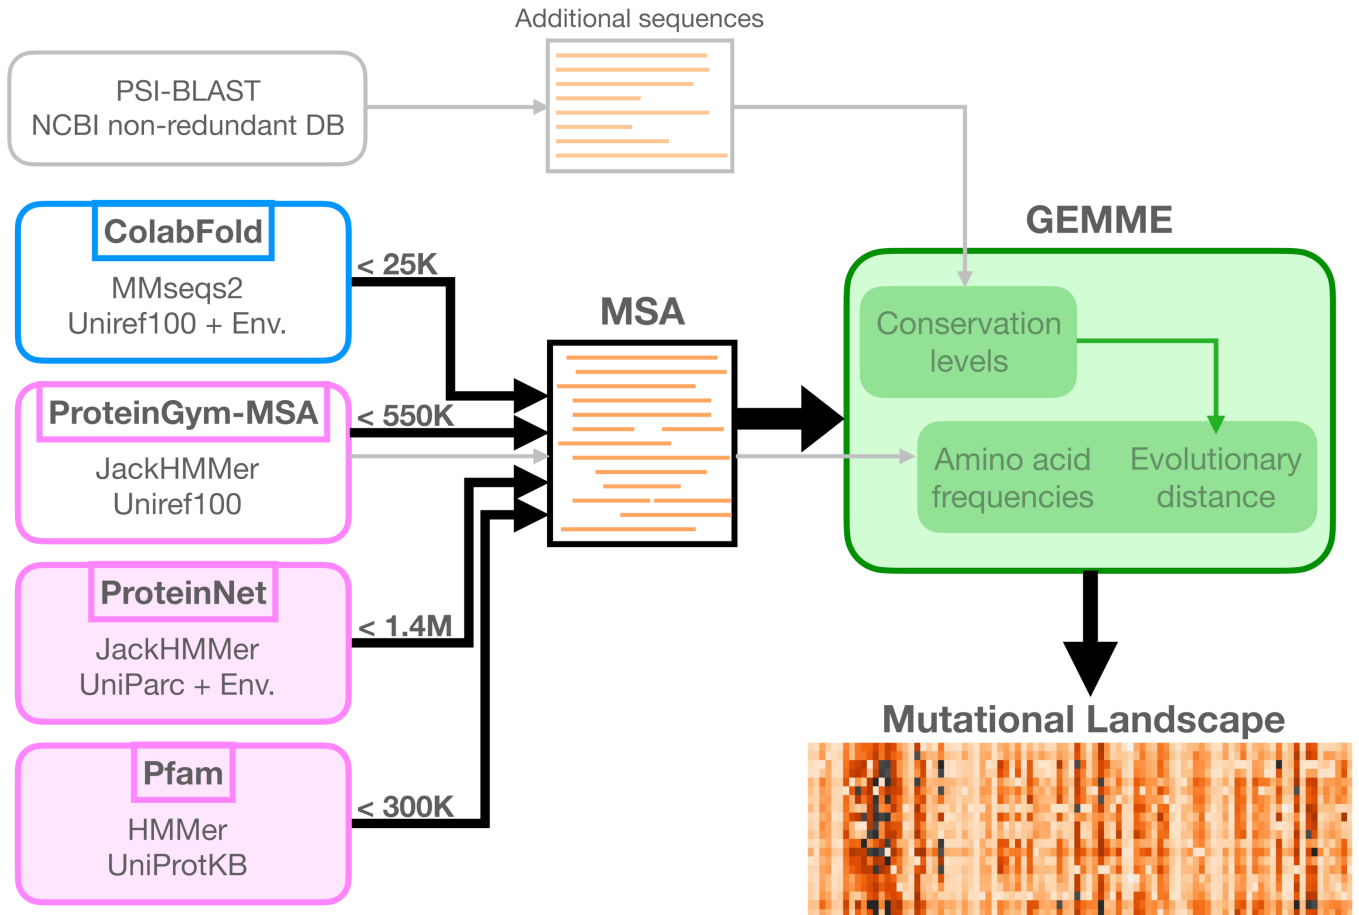 Additional sequences
PSI-BLAST
NCBI non-redundant DB
ColabFold
MMseqs2
Uniref100 + Env.
< 25K
ProteinGym-MSA
JackHMMer
Uniref100
< 550K
ProteinNet
JackHMMer
UniParc + Env.
< 1.4M
Pfam
HMMer
UniProtKB
< 300K
MSA
GEMME
Conservation
levels
Amino acid
frequencies
Evolutionary
distance
Mutational Landscape